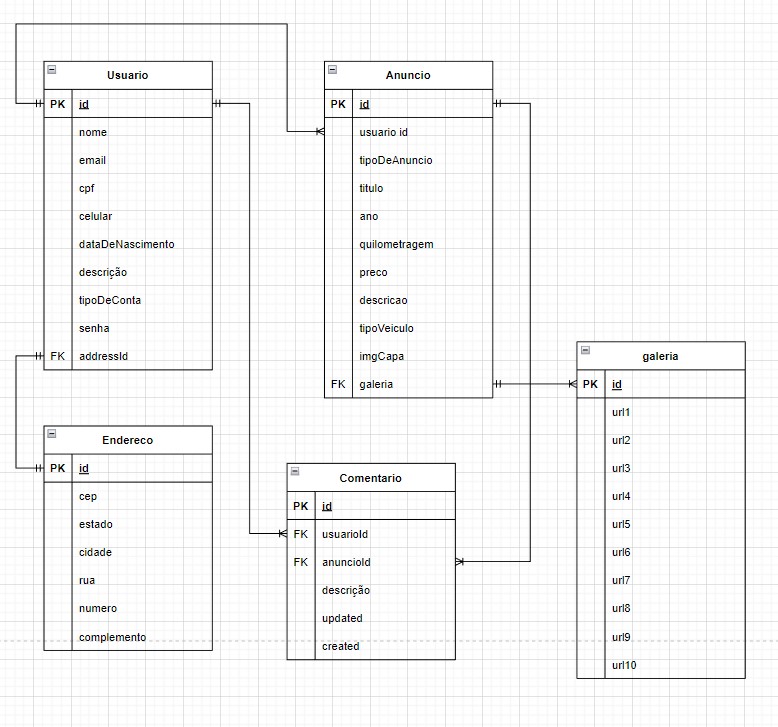 Usuario
PK id
nome
email
cpf
celular
dataDeNascimento
descrição
tipoDeConta
senha
FK addressId
Anuncio
PK id
usuario id
tipoDeAnuncio
titulo
ano
quilometragem
preco
descricao
tipoVeiculo
imgCapa
FK galeria
galeria
PK id
url1
url2
url3
url4
url5
url6
url7
url8
url9
url10
Endereco
PK id
cep
estado
cidade
rua
numero
complemento
Comentario
PK id
FK usuarioId
FK anuncioId
descrição
updated
created